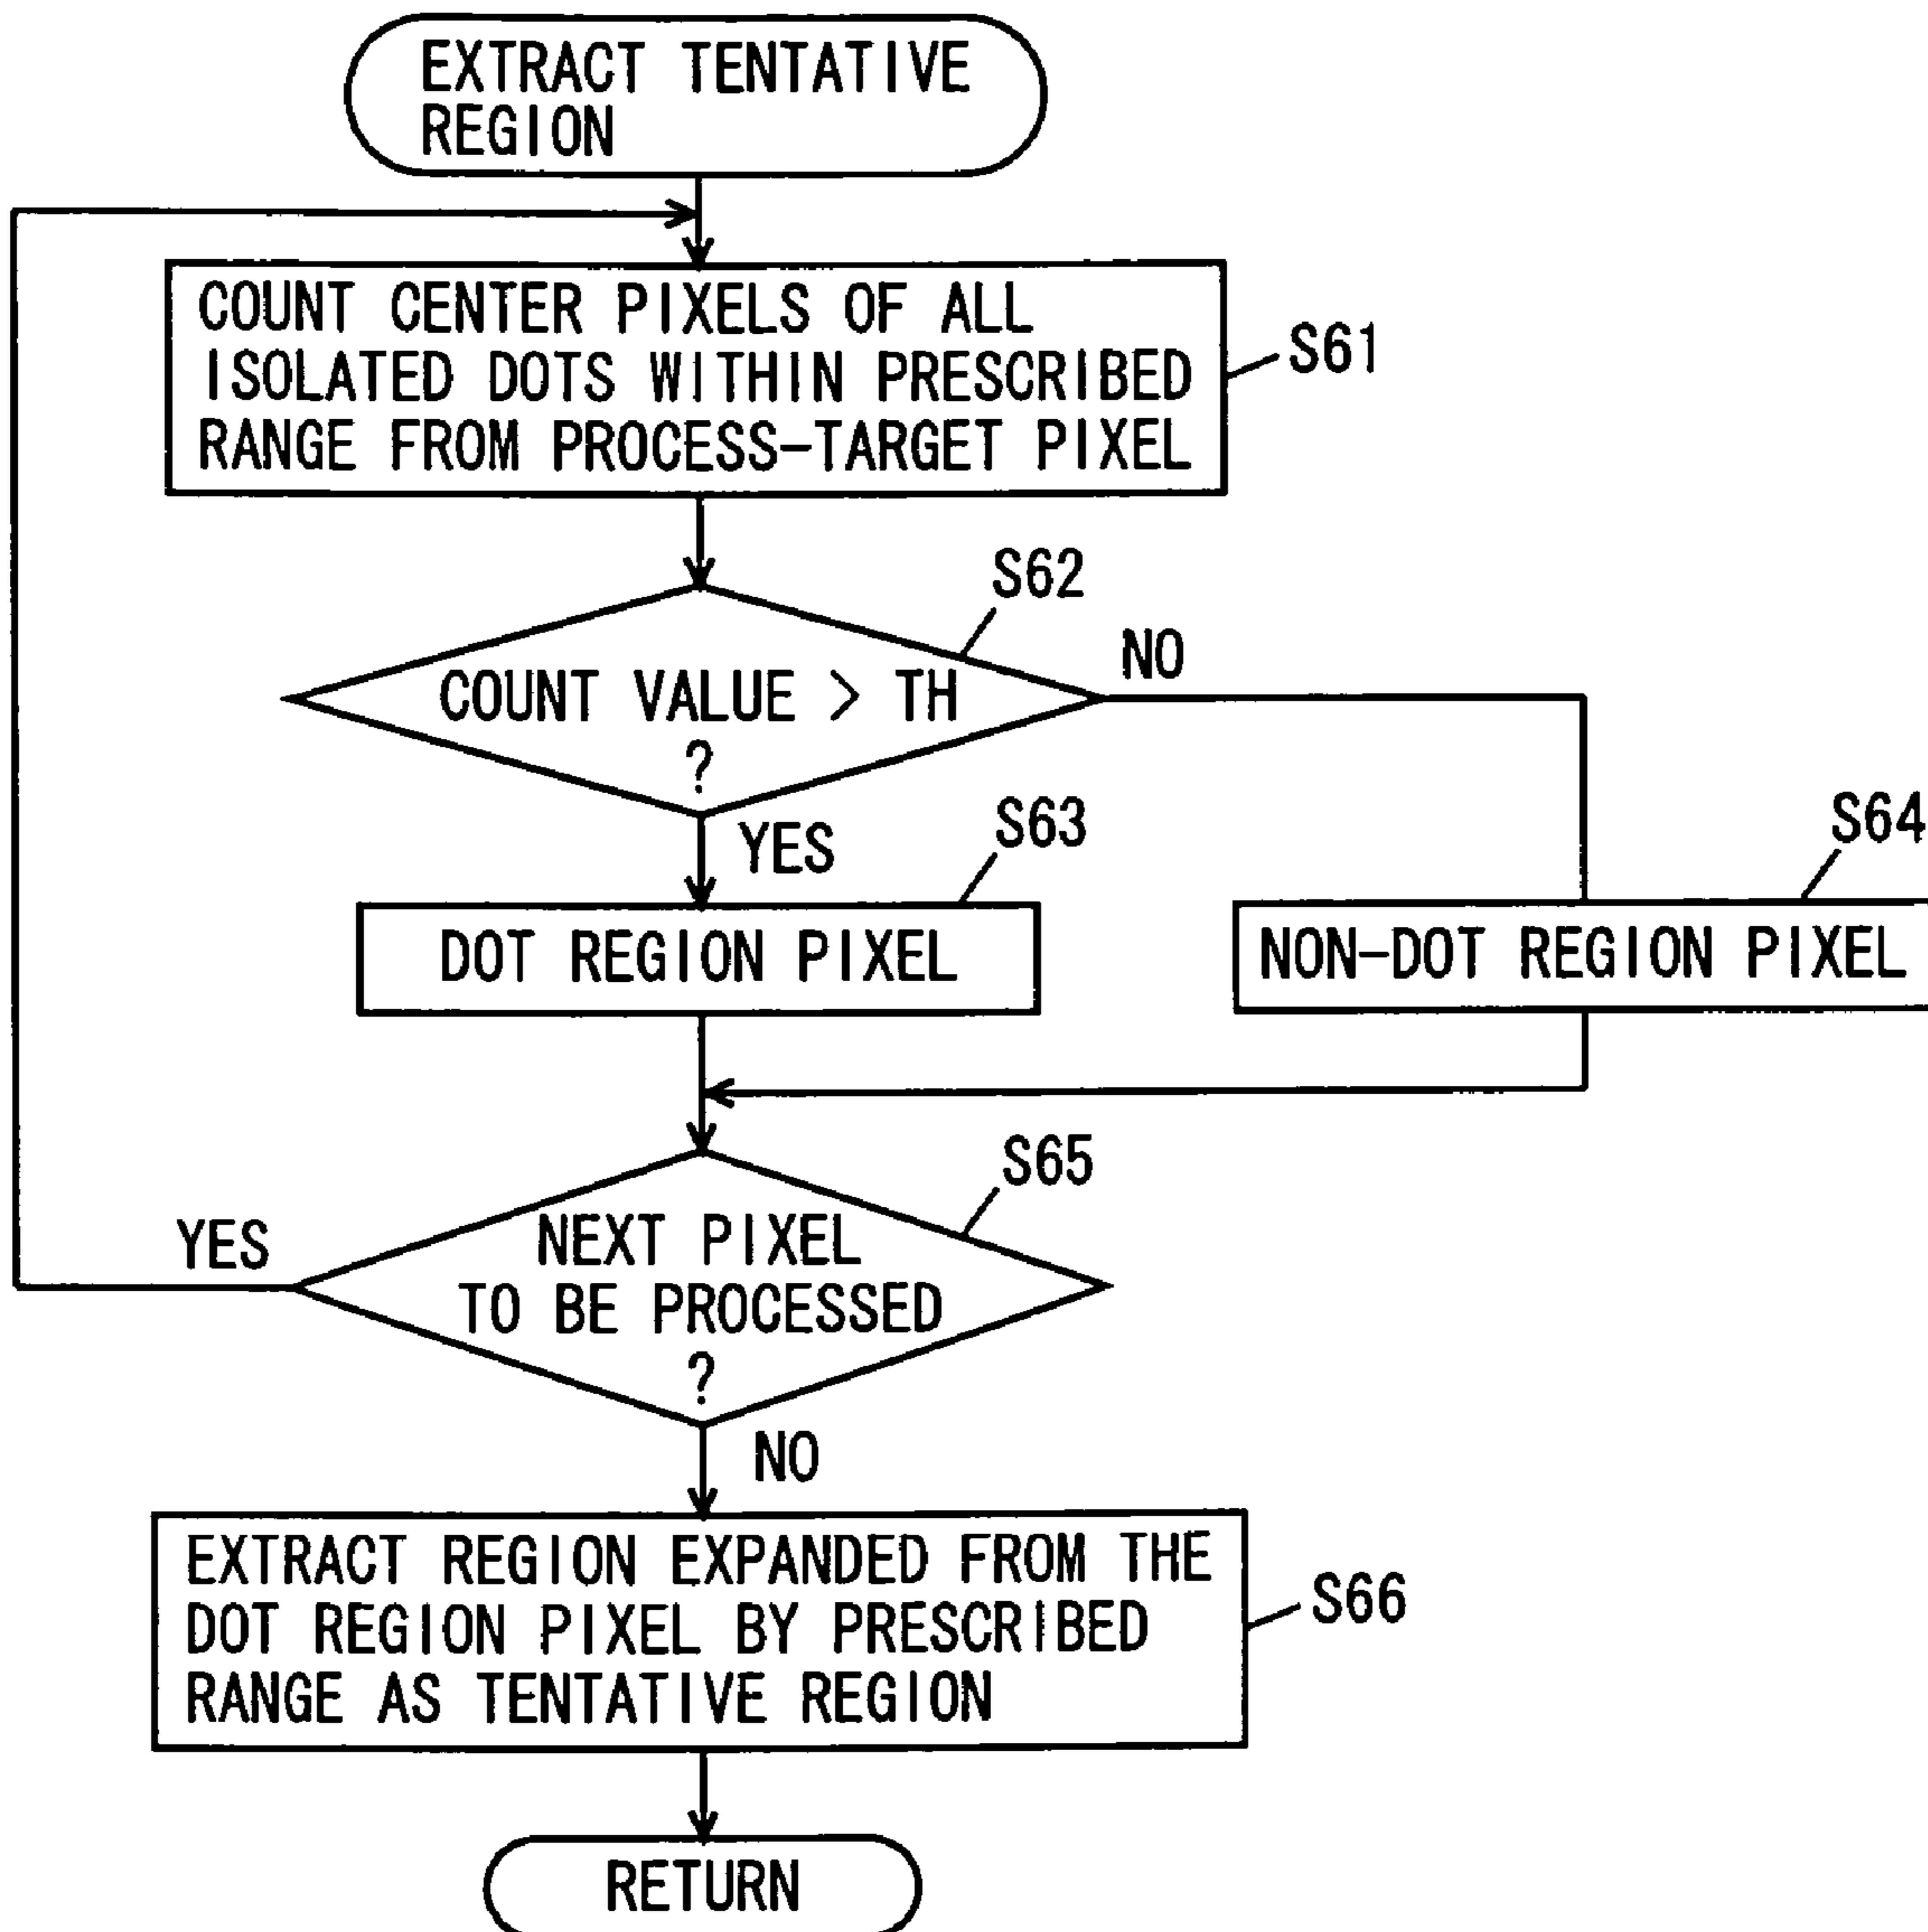 EXTRACT TENTATIVE
REGION
COUNT CENTER PIXELS OF ALL
ISOLATED DOTS WITHIN PRESCRIBED
RANGE FROM PROCESS-TARGET PIXEL
S61
S62
COUNT VALUE > TH
?
NO
YES
S63
S64
DOT REGION PIXEL
NON-DOT REGION PIXEL
S65
YES
NEXT PIXEL
TO BE PROCESSED
?
NO
EXTRACT REGION EXPANDED FROM THE
DOT REGION PIXEL BY PRESCRIBED
RANGE AS TENTATIVE REGION
S66
RETURN